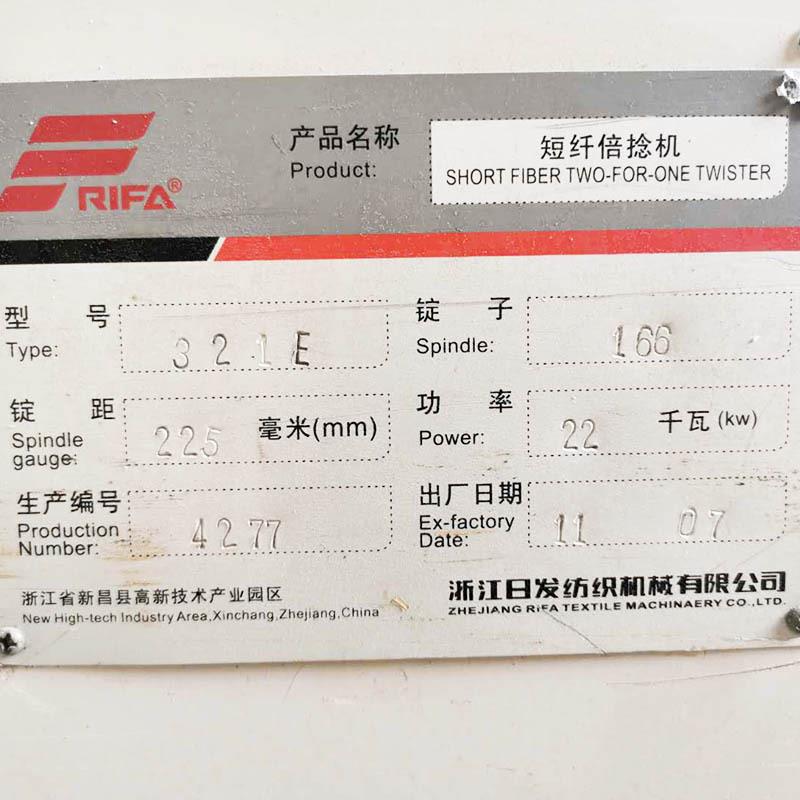 RIFA®
产品名称
Product:
短纤倍捻机
SHORT FIBER TWO-FOR-ONE TWISTER
型 号
Type:
321E
锭 子
Spindle:
166
锭 距
Spindle
gauge:
225 毫米(mm)
功 率
Power:
22 千瓦(kw)
生产编号
Production
Number:
4277
出厂日期
Ex-factory
Date:
11 07
浙江省新昌县高新技术产业园区
New High-tech Industry Area,Xinchang,Zhejiang,China
浙江日发纺织机械有限公司
ZHEJIANG RIFA TEXTILE MACHINAERY CO.,LTD.